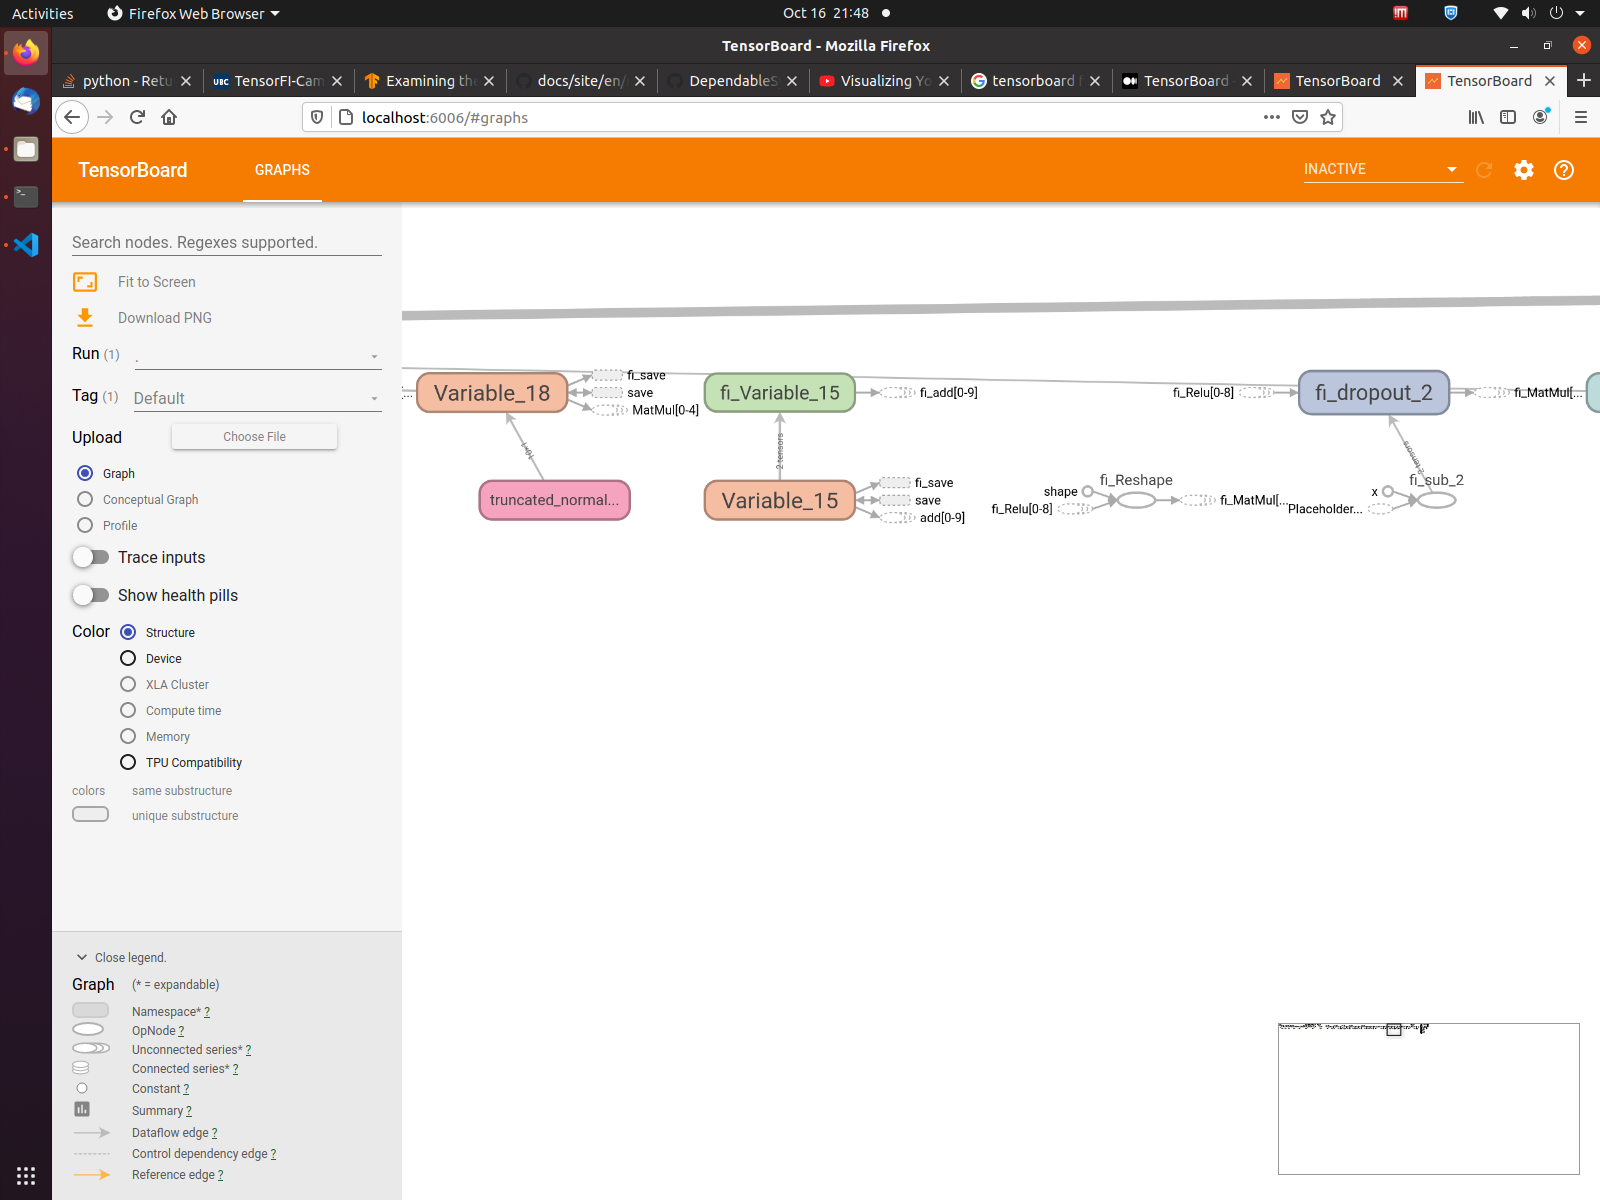 Activities Firefox Web Browser Oct 16 21:48
TensorBoard - Mozilla Firefox
python - Retu UBC TensorFI-Cam Examining the docs/site/en/ DependableS Visualizing Yo tensorboard TensorBoard TensorBoard TensorBoard
localhost:6006/#graphs
TensorBoard GRAPHS INACTIVE
Search nodes. Regexes supported.
Fit to Screen
Download PNG
Run (1) .
Tag (1) Default
Upload Choose File
Graph
Conceptual Graph
Profile
Trace inputs
Show health pills
Color Structure
Device
XLA Cluster
Compute time
Memory
TPU Compatibility
colors same substructure
unique substructure
Close legend.
Graph (* = expandable)
Namespace* ?
OpNode ?
Unconnected series* ?
Connected series* ?
Constant ?
Summary ?
Dataflow edge ?
Control dependency edge ?
Reference edge ?
...
Variable_18
fi_save
save
MatMul[0-4]
truncated_normal...
fi_Variable_15
fi_add[0-9]
2 tensors
Variable_15
fi_save
save
add[0-9]
fi_Reshape
shape
fi_Relu[0-8]
fi_MatMul[...
fi_Relu[0-8]
fi_dropout_2
fi_MatMul[...
2 tensors
fi_sub_2
x
Placeholder...